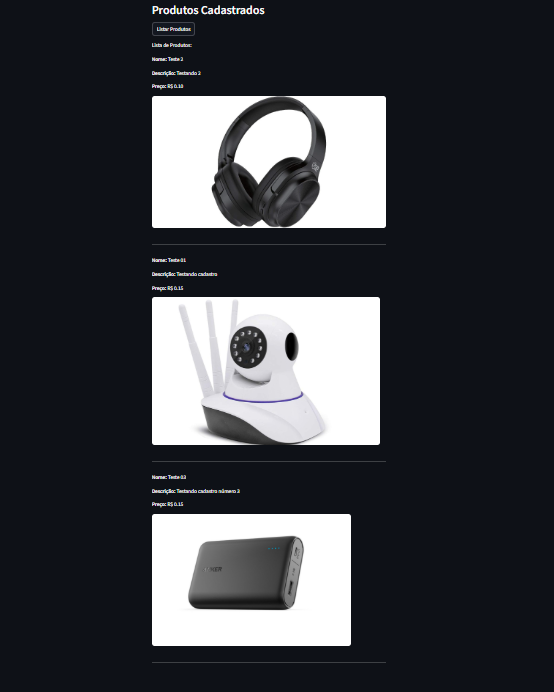 Produtos Cadastrados
Listar Produtos
Lista de Produtos:
Nome: Teste 2
Descrição: Testando 2
Preço: R$ 0.10
Nome: Teste 01
Descrição: Testando cadastro
Preço: R$ 0.15
Nome: Teste 03
Descrição: Testando cadastro número 3
Preço: R$ 0.15